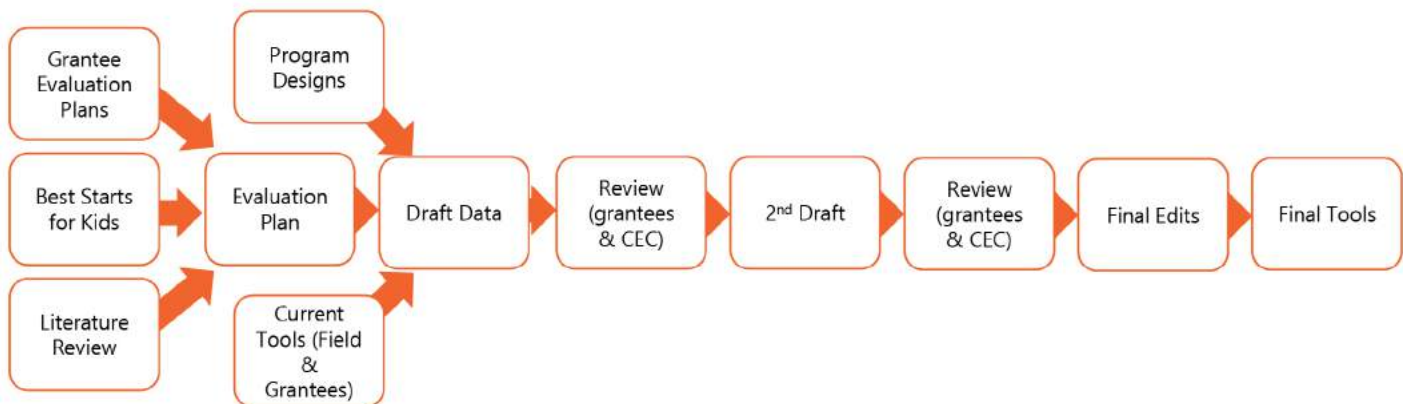 Grantee
Evaluation
Plans
Program
Designs
Best Starts
for Kids
Evaluation
Plan
Draft Data
Review
(grantees
& CEC)
2nd Draft
Review
(grantees
& CEC)
Final Edits
Final Tools
Literature
Review
Current
Tools (Field
&
Grantees)